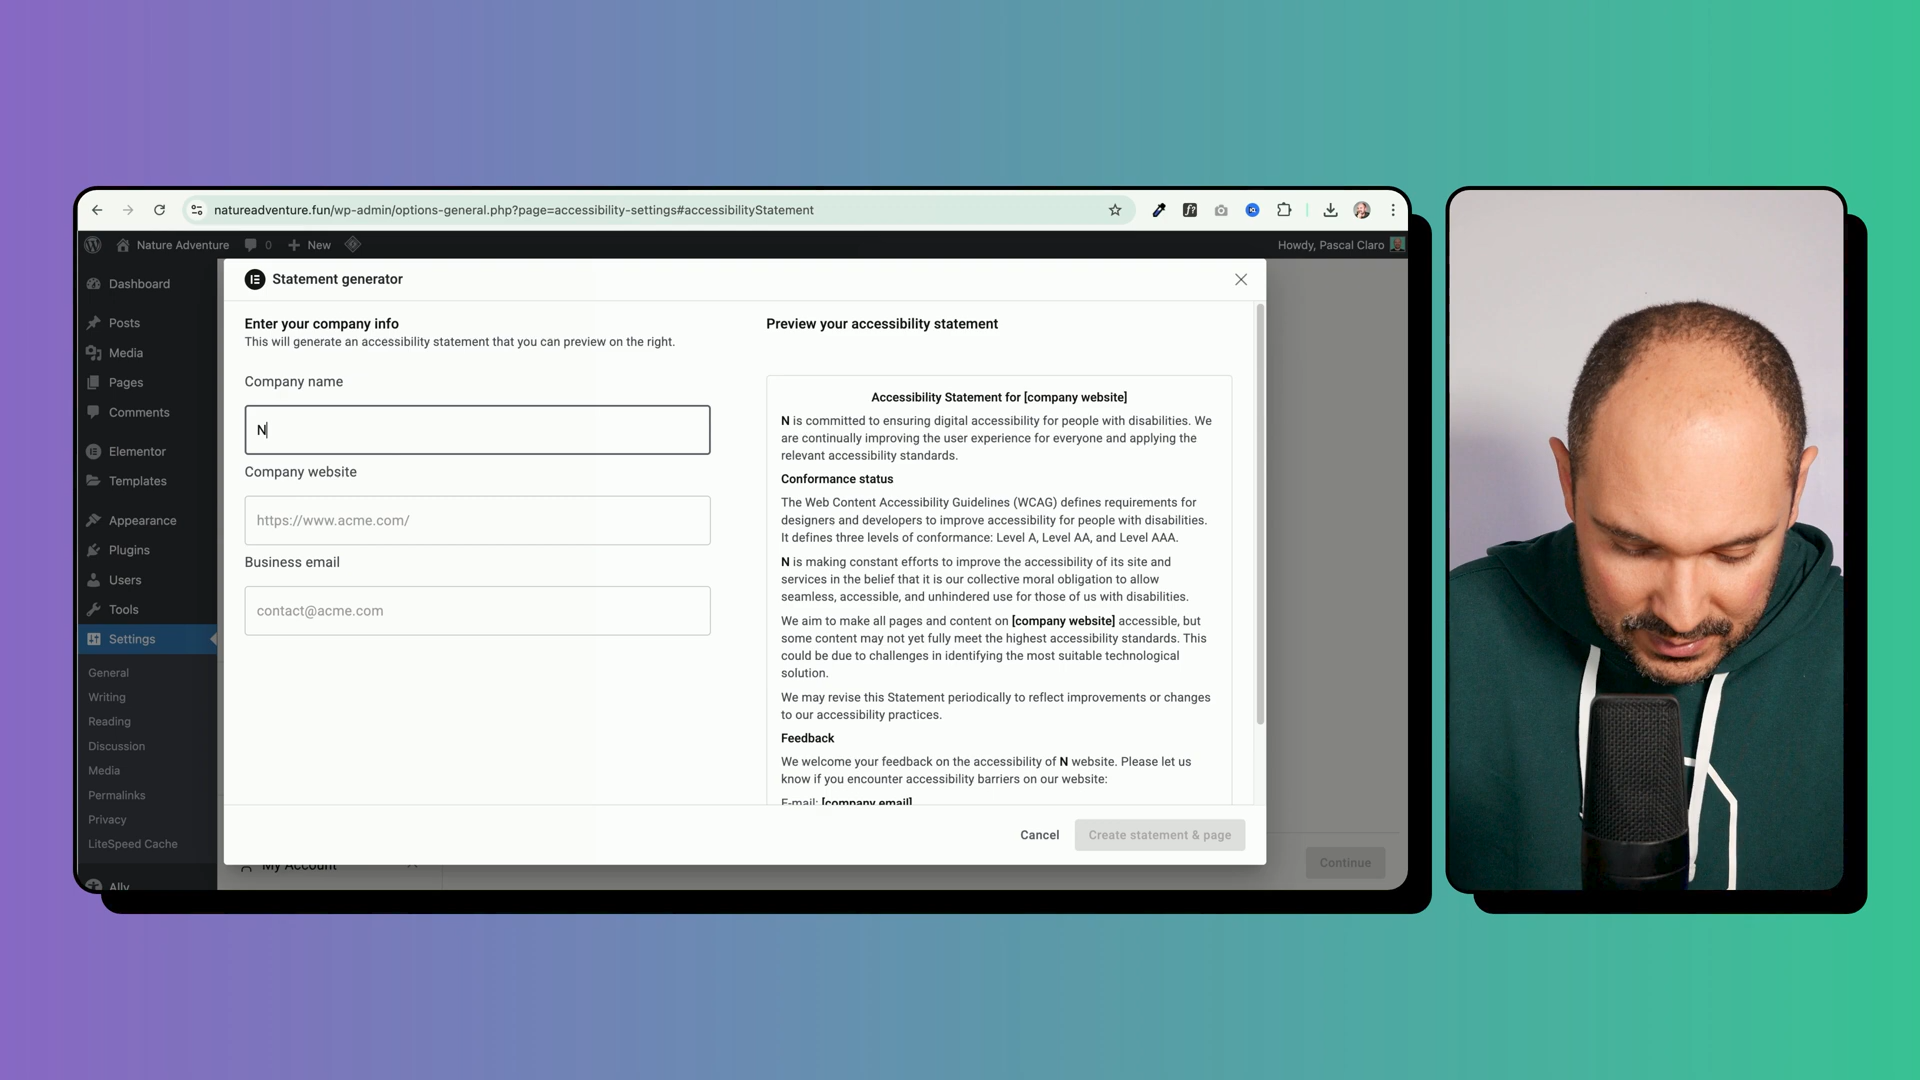 natureadventure.fun/wp-admin/options-general.php?page=accessibility-settings#accessibilityStatement
Nature Adventure
0
New
Howdy, Pascal Claro
Dashboard
Posts
Media
Pages
Comments
Elementor
Templates
Appearance
Plugins
Users
Tools
Settings
General
Writing
Reading
Discussion
Media
Permalinks
Privacy
LiteSpeed Cache
Ally
Statement generator
Enter your company info
This will generate an accessibility statement that you can preview on the right.
Company name
N
Company website
https://www.acme.com/
Business email
contact@acme.com
Preview your accessibility statement
Accessibility Statement for [company website]
N is committed to ensuring digital accessibility for people with disabilities. We
are continually improving the user experience for everyone and applying the
relevant accessibility standards.
Conformance status
The Web Content Accessibility Guidelines (WCAG) defines requirements for
designers and developers to improve accessibility for people with disabilities.
It defines three levels of conformance: Level A, Level AA, and Level AAA.
N is making constant efforts to improve the accessibility of its site and
services in the belief that it is our collective moral obligation to allow
seamless, accessible, and unhindered use for those of us with disabilities.
We aim to make all pages and content on [company website] accessible, but
some content may not yet fully meet the highest accessibility standards. This
could be due to challenges in identifying the most suitable technological
solution.
We may revise this Statement periodically to reflect improvements or changes
to our accessibility practices.
Feedback
We welcome your feedback on the accessibility of N website. Please let us
know if you encounter accessibility barriers on our website:
E-mail: [company email]
Cancel
Create statement & page
My Account
Continue